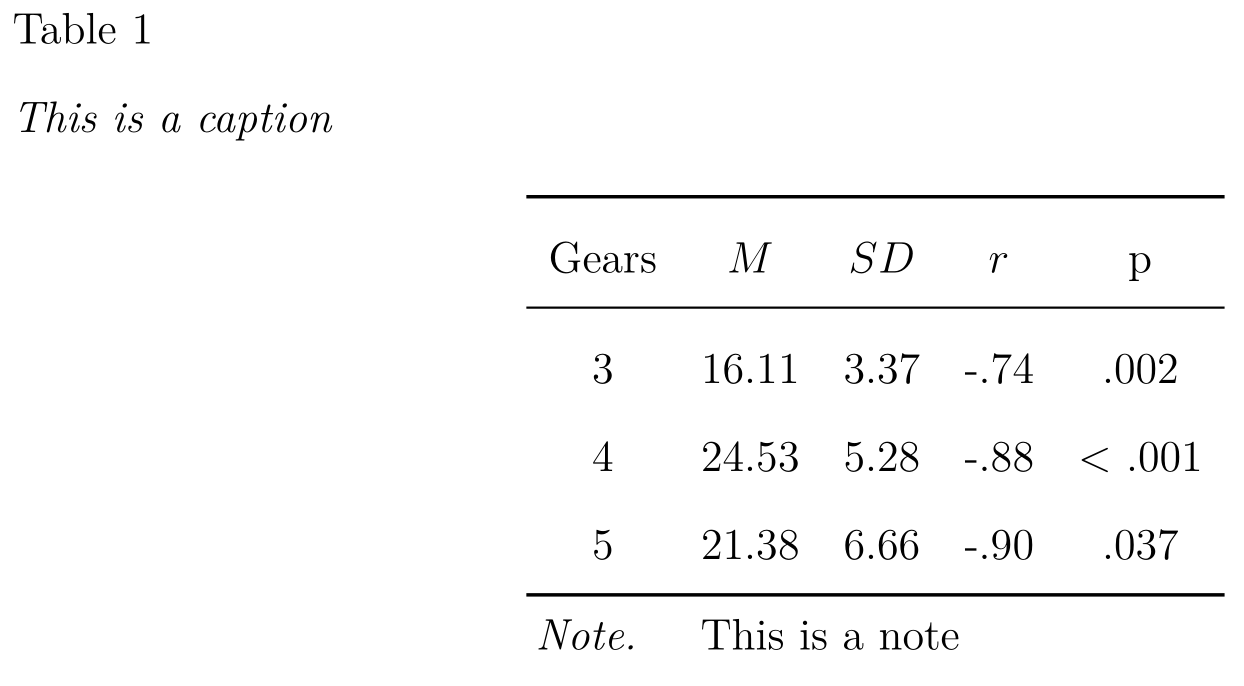 Table 1
This is a caption
Gears M SD r p
3 16.11 3.37 -.74 .002
4 24.53 5.28 -.88 < .001
5 21.38 6.66 -.90 .037
Note. This is a note